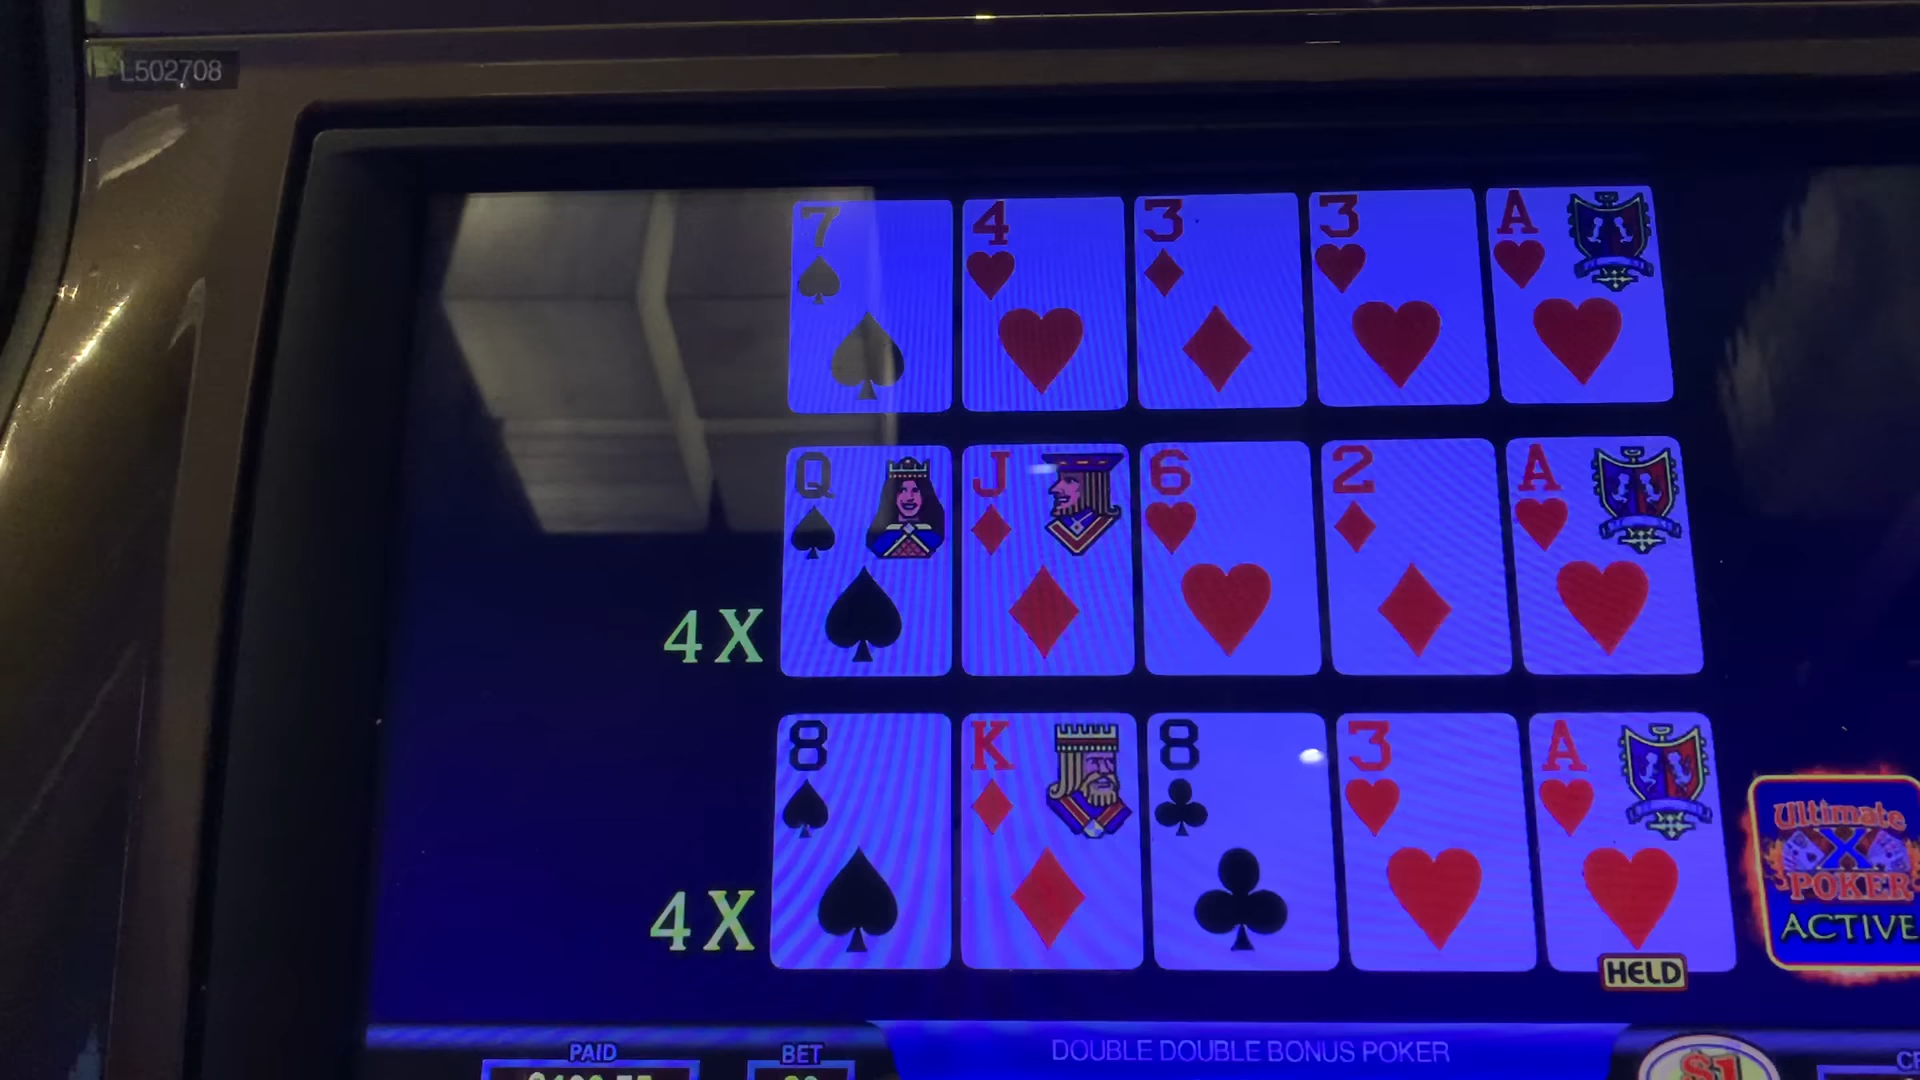 L502708
7 4 3 3 A
Q J 6 2 A
4X
8 K 8 3 A
4X
HELD
Ultimate
X
POKER
ACTIVE
PAID
BET
DOUBLE DOUBLE BONUS POKER
$1